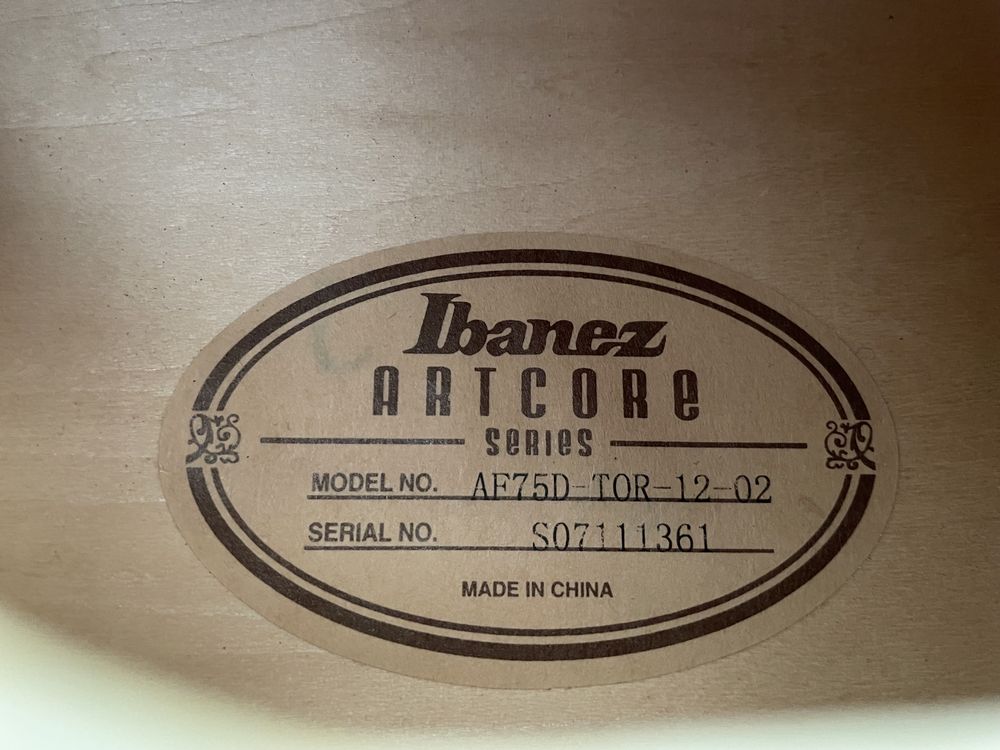 Ibanez
ARTCORE
SERIES
MODEL NO. AF75D-TOR-12-02
SERIAL NO. S07111361
MADE IN CHINA